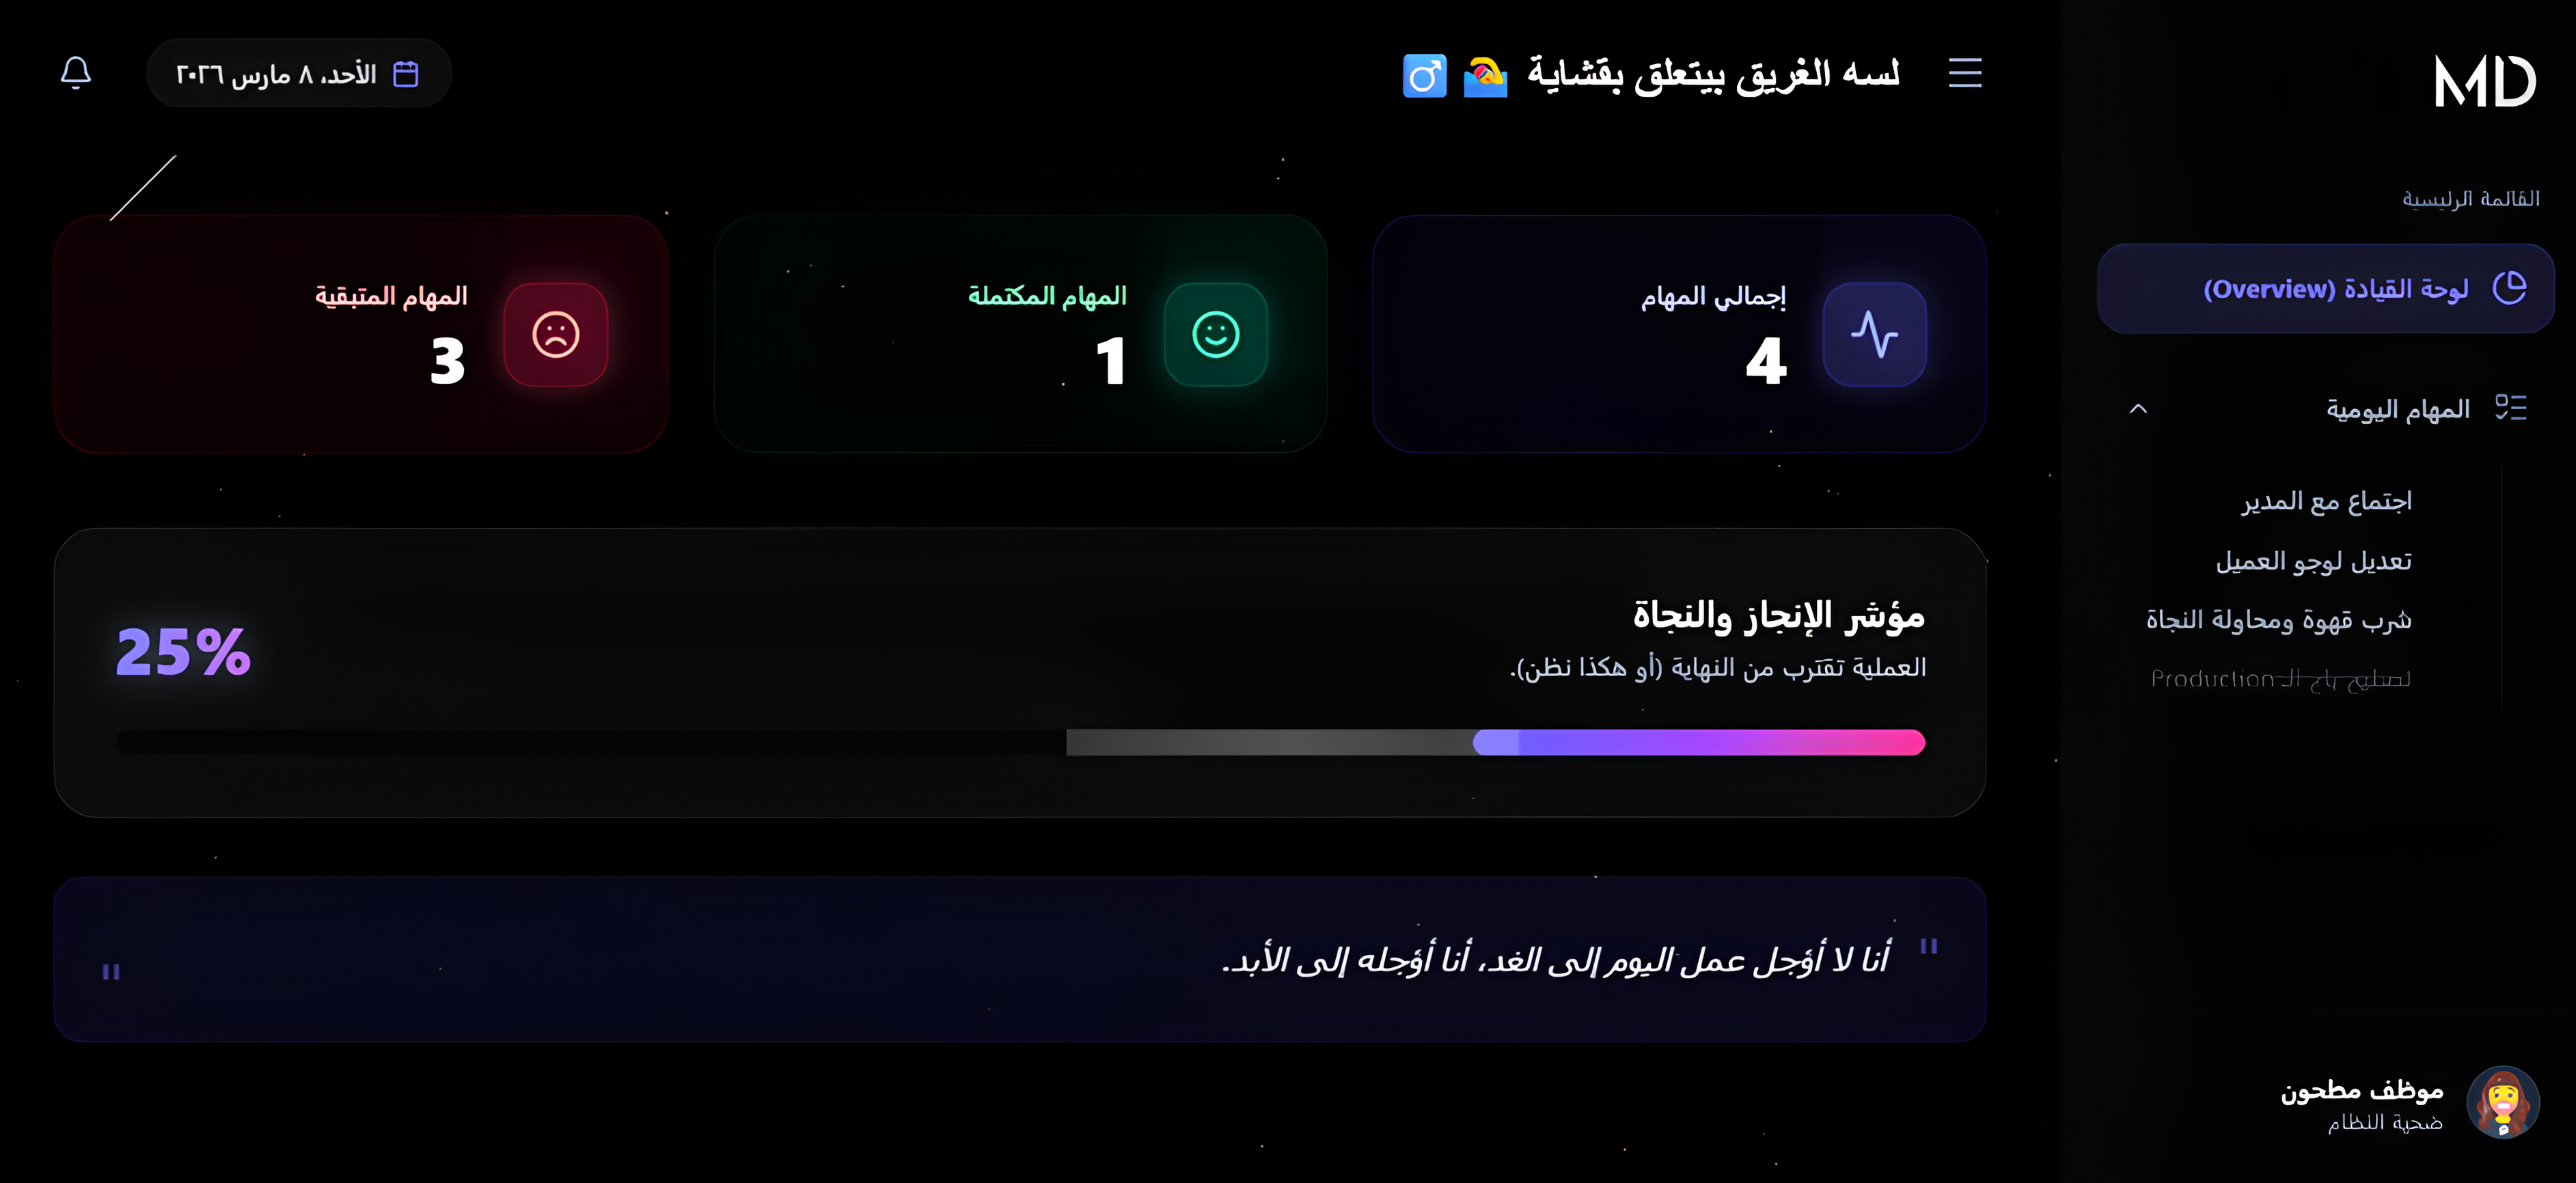 MD
القائمة الرئيسية
لوحة القيادة (Overview)
المهام اليومية
اجتماع مع المدير
تعديل لوجو العميل
شرب قهوة ومحاولة النجاة
Production
موظف مطحون
ضحية النظام
لسه الغريق بيتعلق بقشاية
الأحد، ٨ مارس ٢٠٢٦
إجمالي المهام
4
المهام المكتملة
1
المهام المتبقية
3
مؤشر الإنجاز والنجاة
العملية تقترب من النهاية (أو هكذا نظن).
25%
" أنا لا أؤجل عمل اليوم إلى الغد، أنا أؤجله إلى الأبد. "